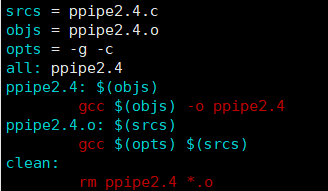 srcs = ppipe2.4.c
objs = ppipe2.4.o
opts = -g -c
all: ppipe2.4
ppipe2.4: $(objs)
        gcc $(objs) -o ppipe2.4
ppipe2.4.o: $(srcs)
        gcc $(opts) $(srcs)
clean:
        rm ppipe2.4 *.o